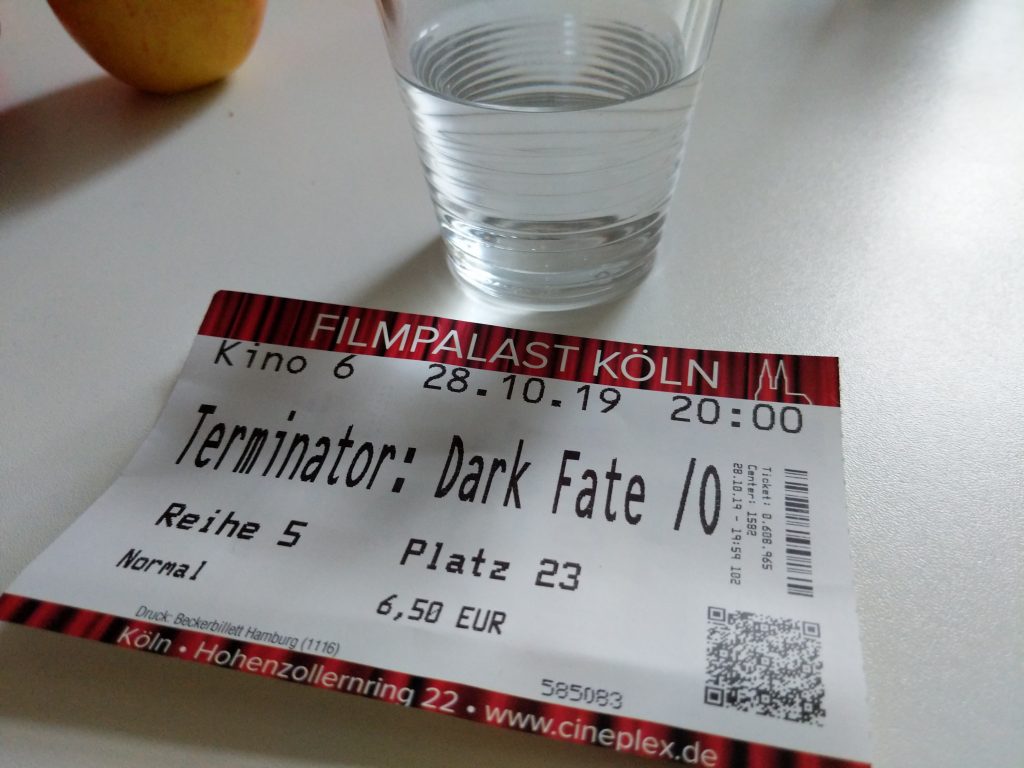 FILMPALAST KÖLN
Kino 6 28.10.19 20:00
Terminator: Dark Fate /O
Reihe 5 Platz 23
Normal 6,50 EUR
Druck: Beckerbillett Hamburg (1116)
585083
Köln • Hohenzollernring 22 • www.cineplex.de
Ticket: 0.608.965
Center: 1582
28.10.19 - 19:59 102